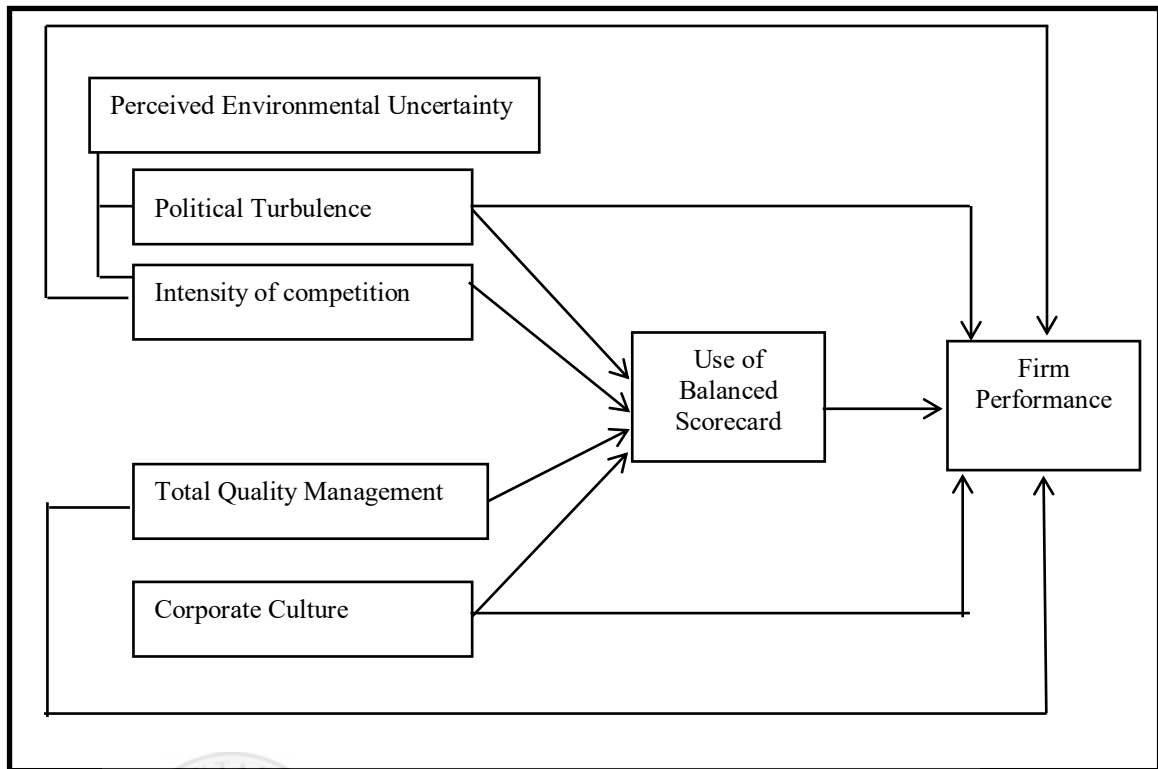 Perceived Environmental Uncertainty
Political Turbulence
Intensity of competition
Use of
Balanced
Scorecard
Firm
Performance
Total Quality Management
Corporate Culture